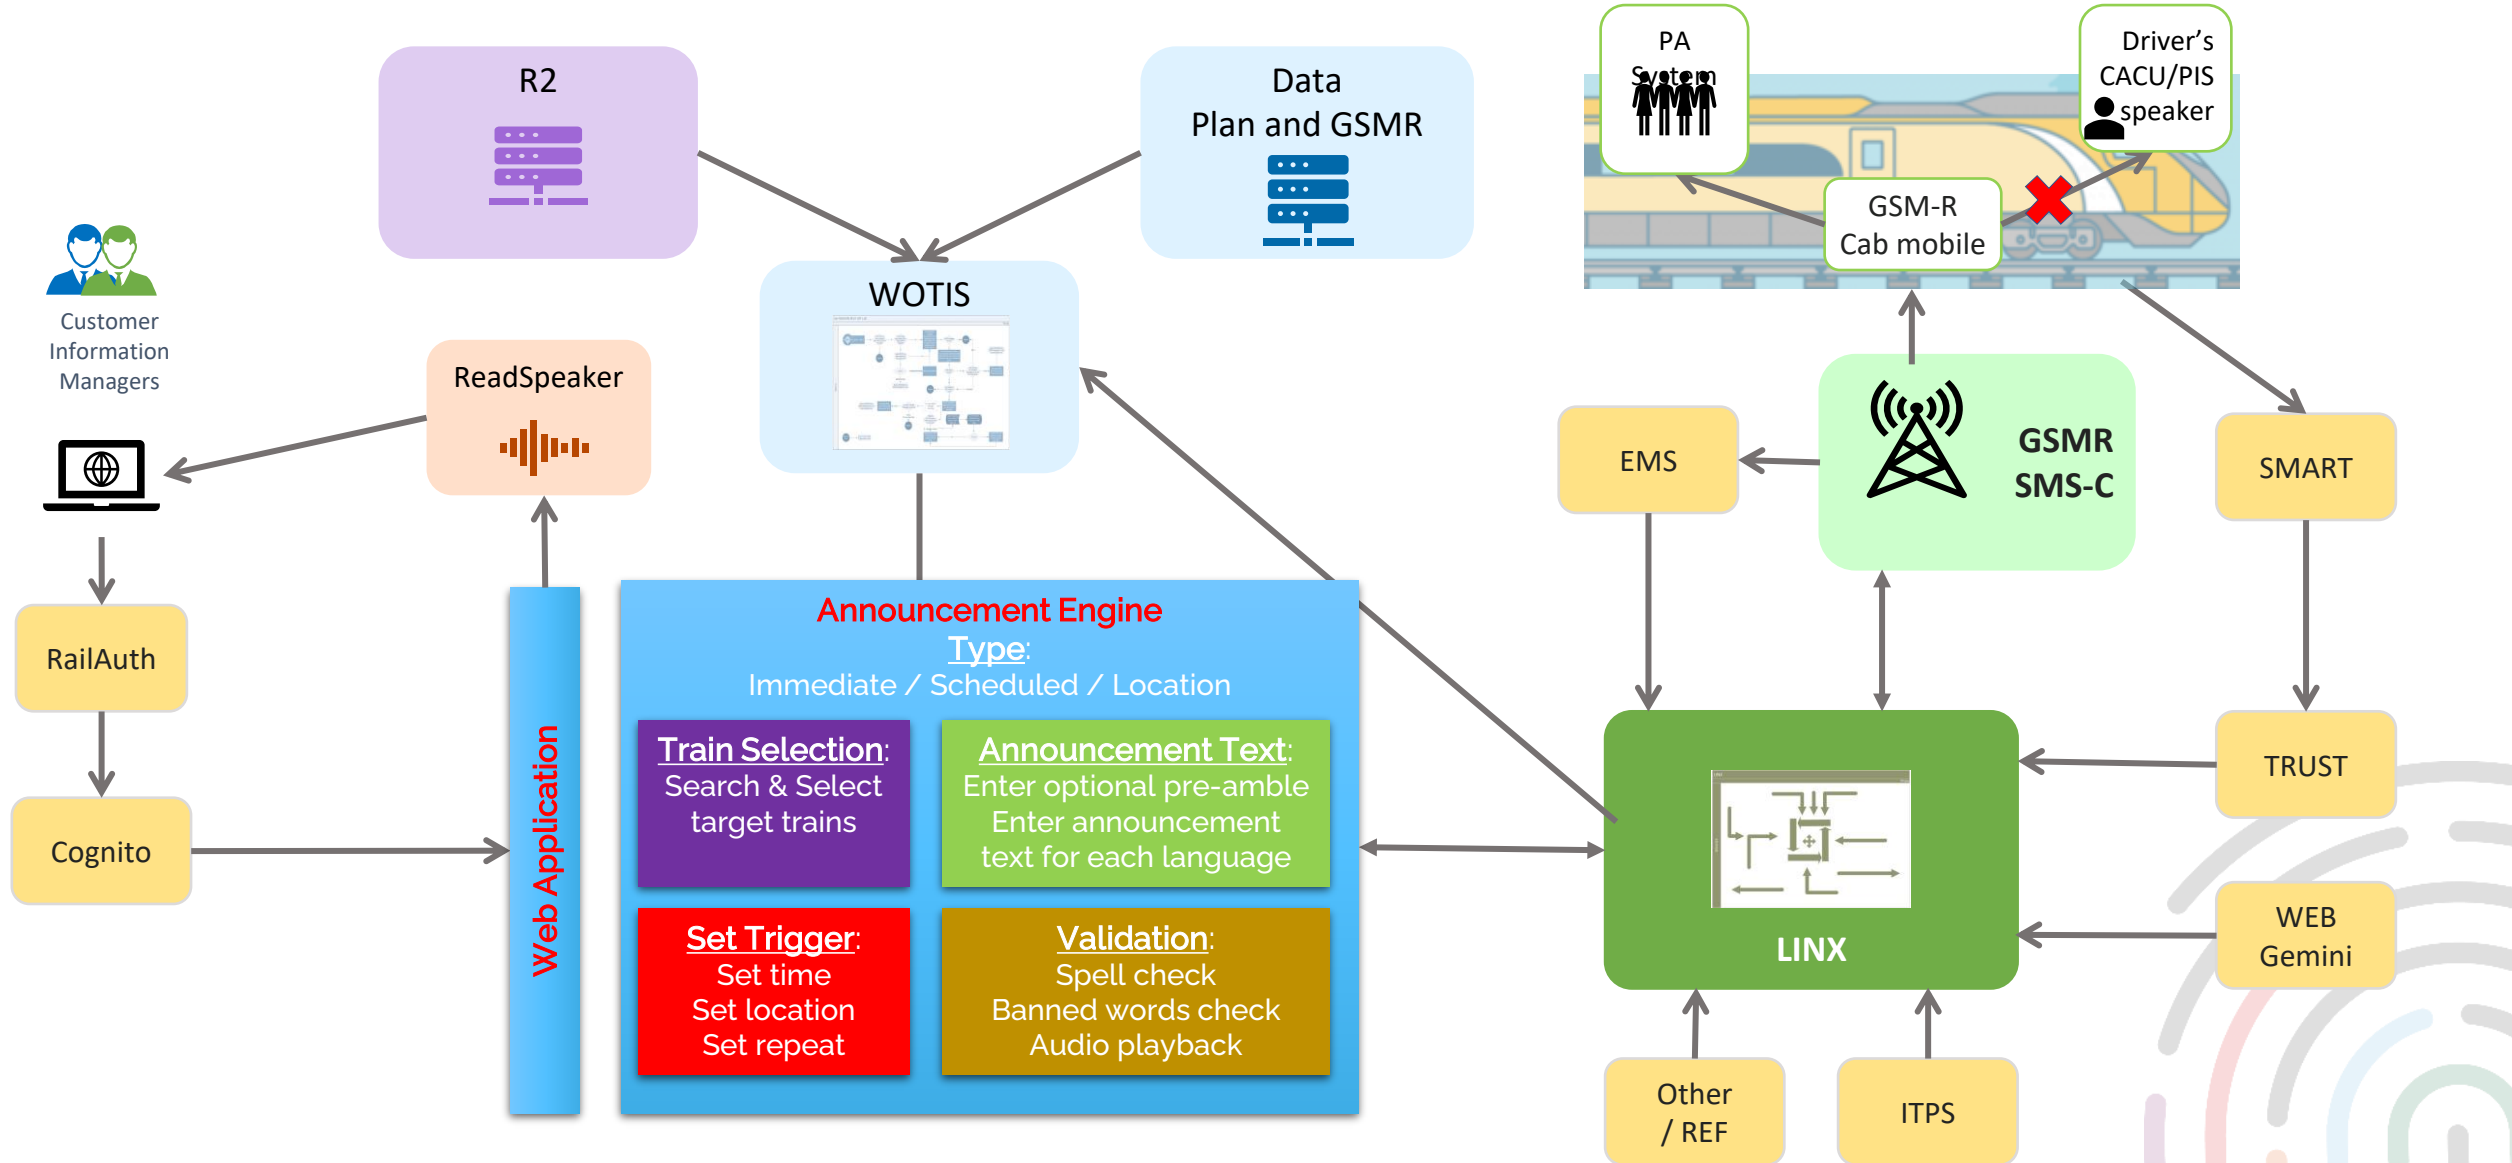 R2
Data
Plan and GSMR
PA
System
Driver's
CACU/PIS
speaker
GSM-R
Cab mobile
Customer
Information
Managers
ReadSpeaker
WOTIS
EMS
GSMR
SMS-C
SMART
RailAuth
Cognito
Web Application
Announcement Engine
Type:
Immediate / Scheduled / Location
Train Selection:
Search & Select
target trains
Announcement Text:
Enter optional pre-amble
Enter announcement
text for each language
Set Trigger:
Set time
Set location
Set repeat
Validation:
Spell check
Banned words check
Audio playback
LINX
TRUST
WEB
Gemini
Other
/ REF
ITPS